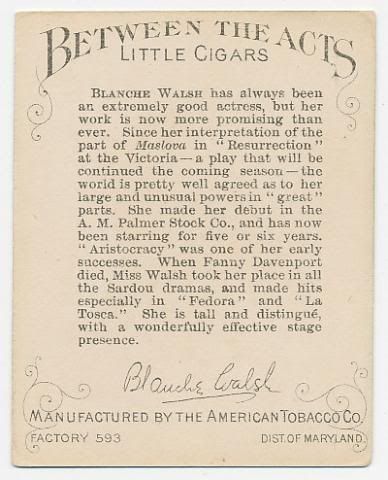 BETWEEN THE ACTS
LITTLE CIGARS
BLANCHE WALSH has always been
an extremely good actress, but her
work is now more promising than
ever. Since her interpretation of the
part of Maslova in "Resurrection"
at the Victoria—a play that will be
continued the coming season—the
world is pretty well agreed as to her
large and unusual powers in "great"
parts. She made her debut in the
A. M. Palmer Stock Co., and has now
been starring for five or six years.
"Aristocracy" was one of her early
successes. When Fanny Davenport
died, Miss Walsh took her place in all
the Sardou dramas, and made hits
especially in "Fedora" and "La
Tosca." She is tall and distingué,
with a wonderfully effective stage
presence.
Blanche Walsh
MANUFACTURED BY THE AMERICAN TOBACCO CO.
FACTORY 593 DIST. OF MARYLAND